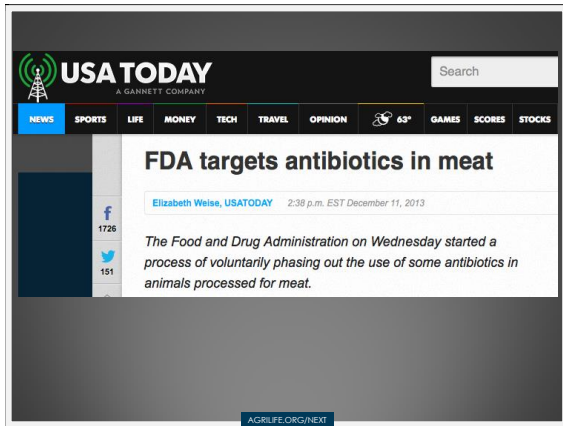 USA TODAY
A GANNETT COMPANY
Search
NEWS SPORTS LIFE MONEY TECH TRAVEL OPINION 63° GAMES SCORES STOCKS
FDA targets antibiotics in meat
Elizabeth Weise, USATODAY 2:38 p.m. EST December 11, 2013
f
1726
151
The Food and Drug Administration on Wednesday started a
process of voluntarily phasing out the use of some antibiotics in
animals processed for meat.
AGRILIFE.ORG/NEXT